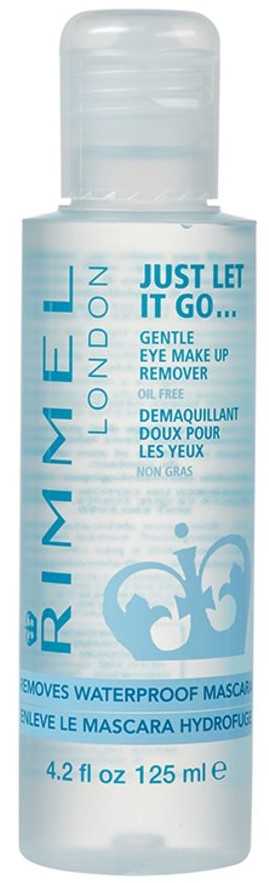 RIMMEL
LONDON
JUST LET
IT GO...
GENTLE
EYE MAKE UP
REMOVER
OIL FREE
DEMAQUILLANT
DOUX POUR
LES YEUX
NON GRAS
REMOVES WATERPROOF MASCARA
ENLEVE LE MASCARA HYDROFUGE
4.2 fl oz 125 ml e